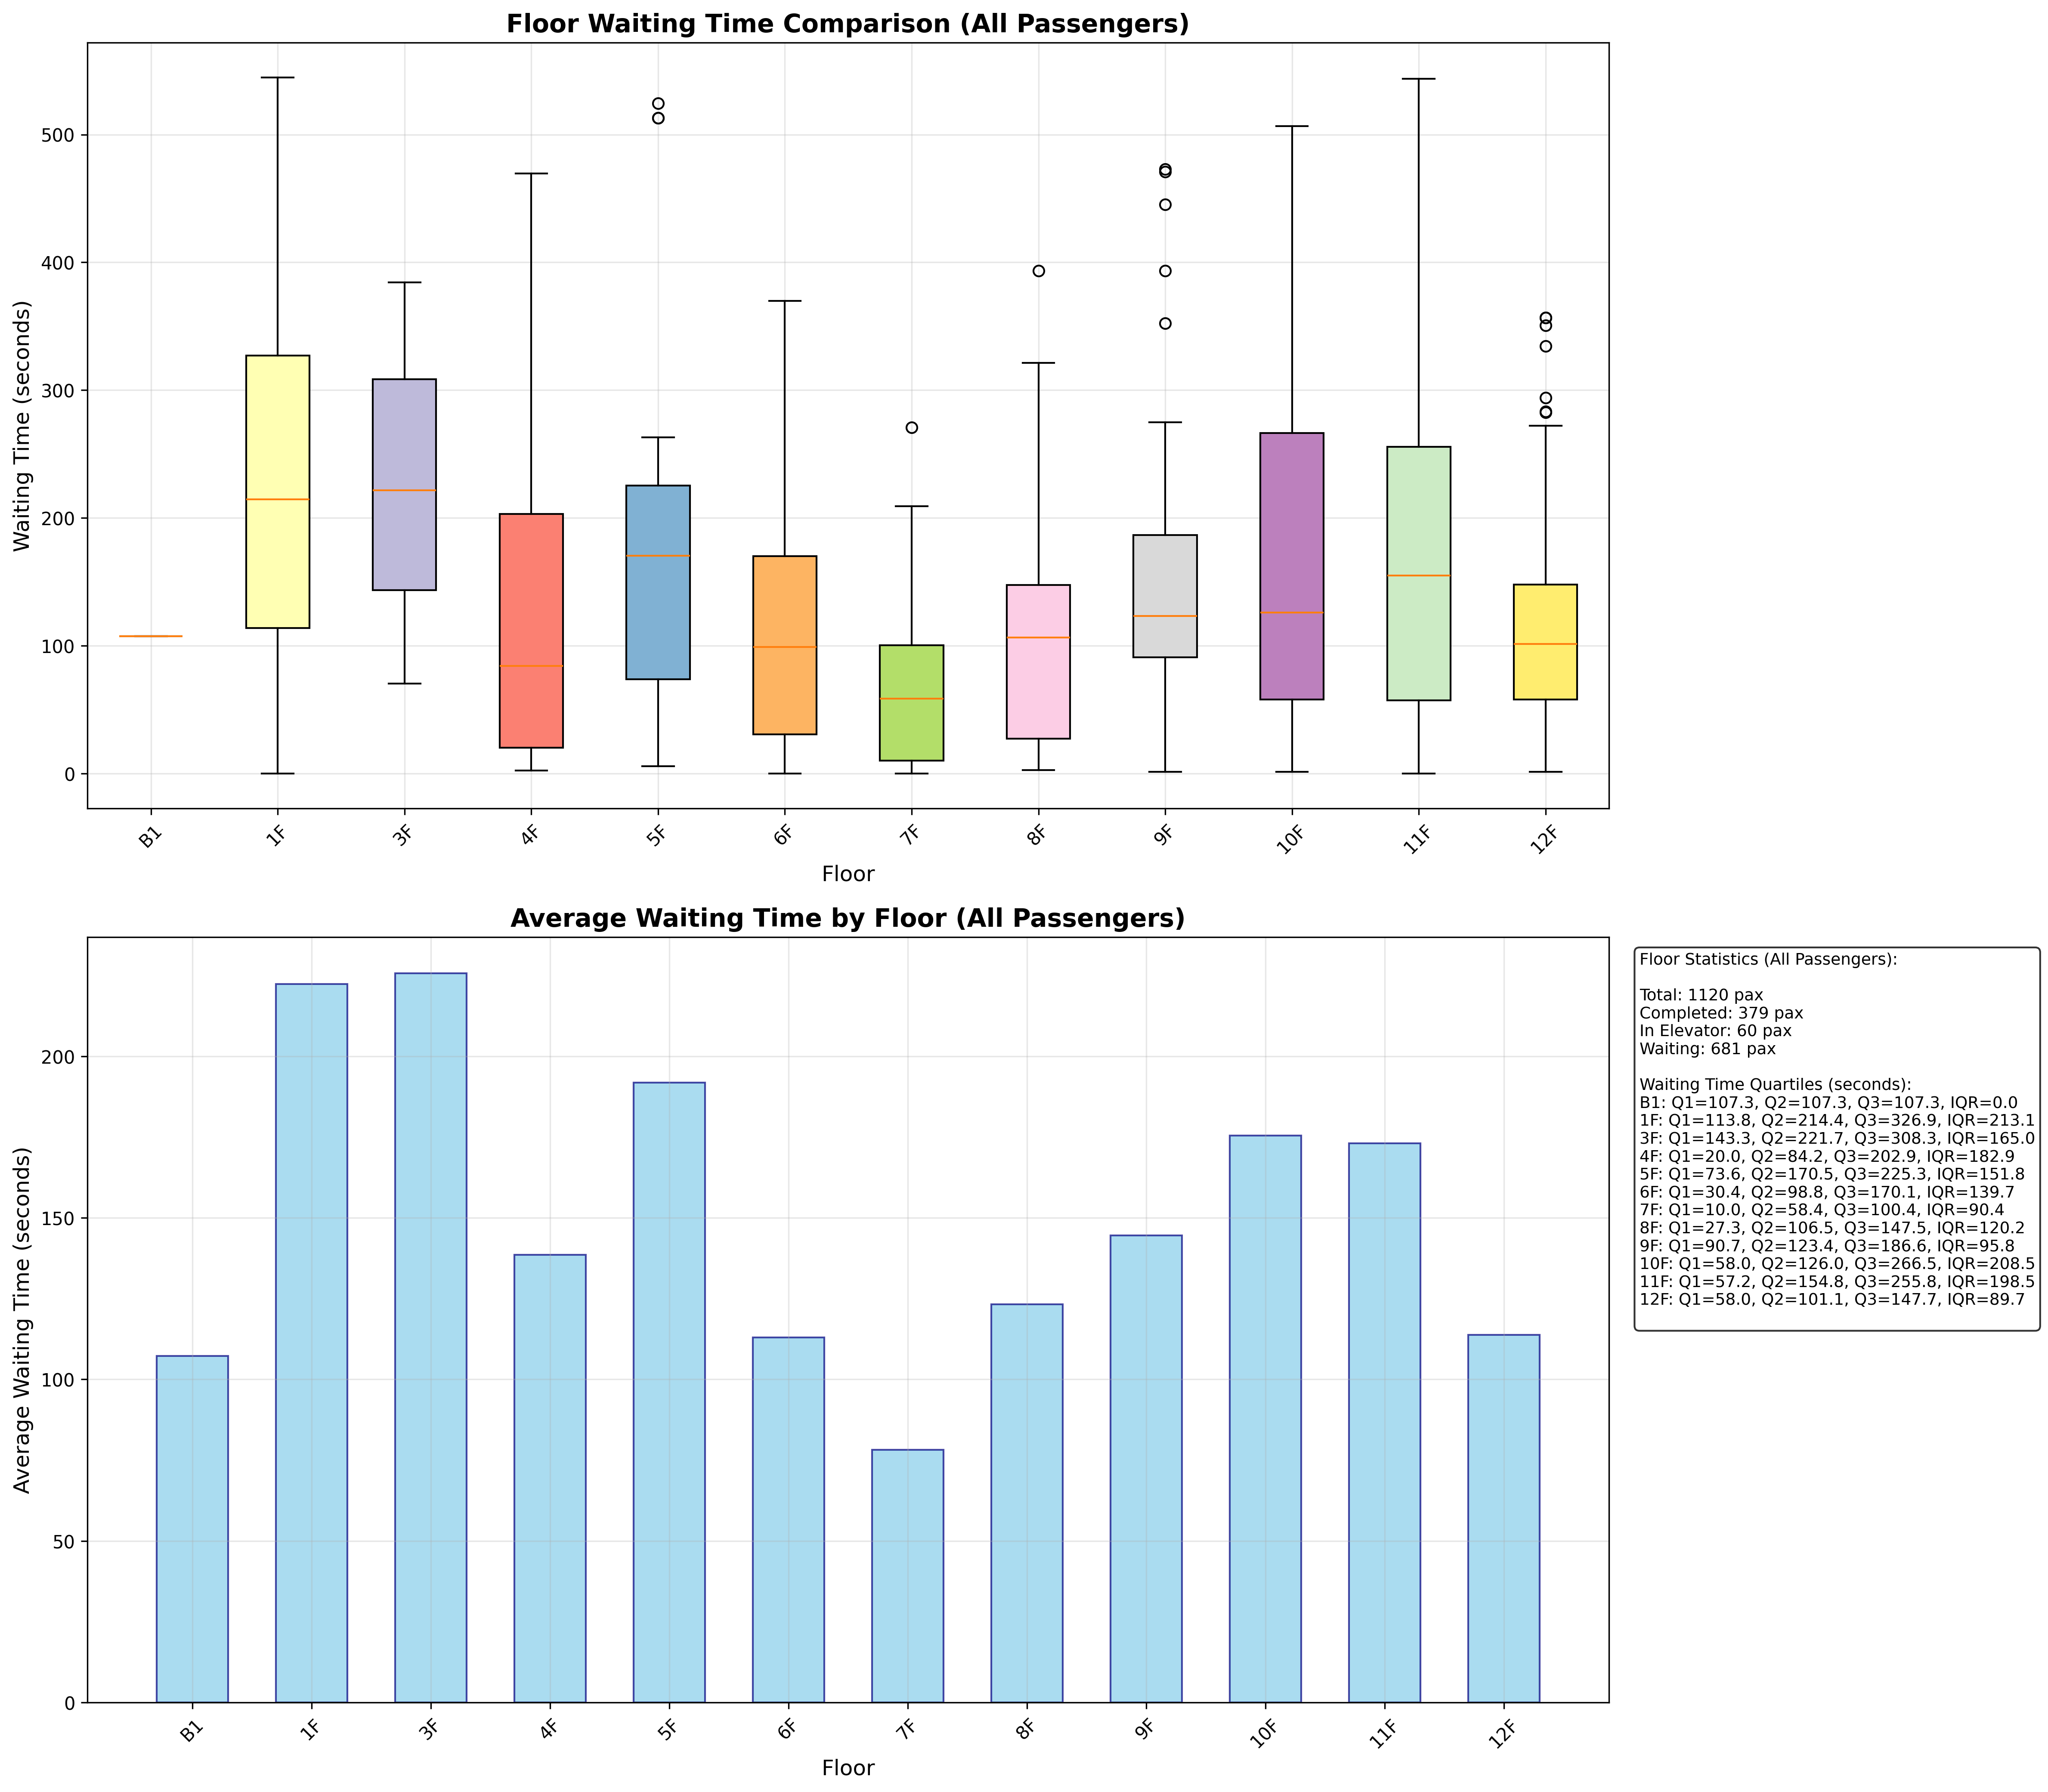 Floor Waiting Time Comparison (All Passengers)
Waiting Time (seconds)
500
400
300
200
100
0
B1
1F
3F
4F
5F
6F
7F
8F
9F
10F
11F
12F
Floor
Average Waiting Time by Floor (All Passengers)
Average Waiting Time (seconds)
200
150
100
50
0
B1
1F
3F
4F
5F
6F
7F
8F
9F
10F
11F
12F
Floor
Floor Statistics (All Passengers):
Total: 1120 pax
Completed: 379 pax
In Elevator: 60 pax
Waiting: 681 pax
Waiting Time Quartiles (seconds):
B1: Q1=107.3, Q2=107.3, Q3=107.3, IQR=0.0
1F: Q1=113.8, Q2=214.4, Q3=326.9, IQR=213.1
3F: Q1=143.3, Q2=221.7, Q3=308.3, IQR=165.0
4F: Q1=20.0, Q2=84.2, Q3=202.9, IQR=182.9
5F: Q1=73.6, Q2=170.5, Q3=225.3, IQR=151.8
6F: Q1=30.4, Q2=98.8, Q3=170.1, IQR=139.7
7F: Q1=10.0, Q2=58.4, Q3=100.4, IQR=90.4
8F: Q1=27.3, Q2=106.5, Q3=147.5, IQR=120.2
9F: Q1=90.7, Q2=123.4, Q3=186.6, IQR=95.8
10F: Q1=58.0, Q2=126.0, Q3=266.5, IQR=208.5
11F: Q1=57.2, Q2=154.8, Q3=255.8, IQR=198.5
12F: Q1=58.0, Q2=101.1, Q3=147.7, IQR=89.7